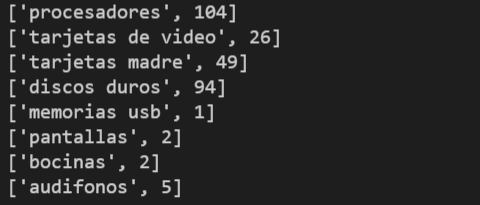 ['procesadores', 104]
['tarjetas de video', 26]
['tarjetas madre', 49]
['discos duros', 94]
['memorias usb', 1]
['pantallas', 2]
['bocinas', 2]
['audifonos', 5]